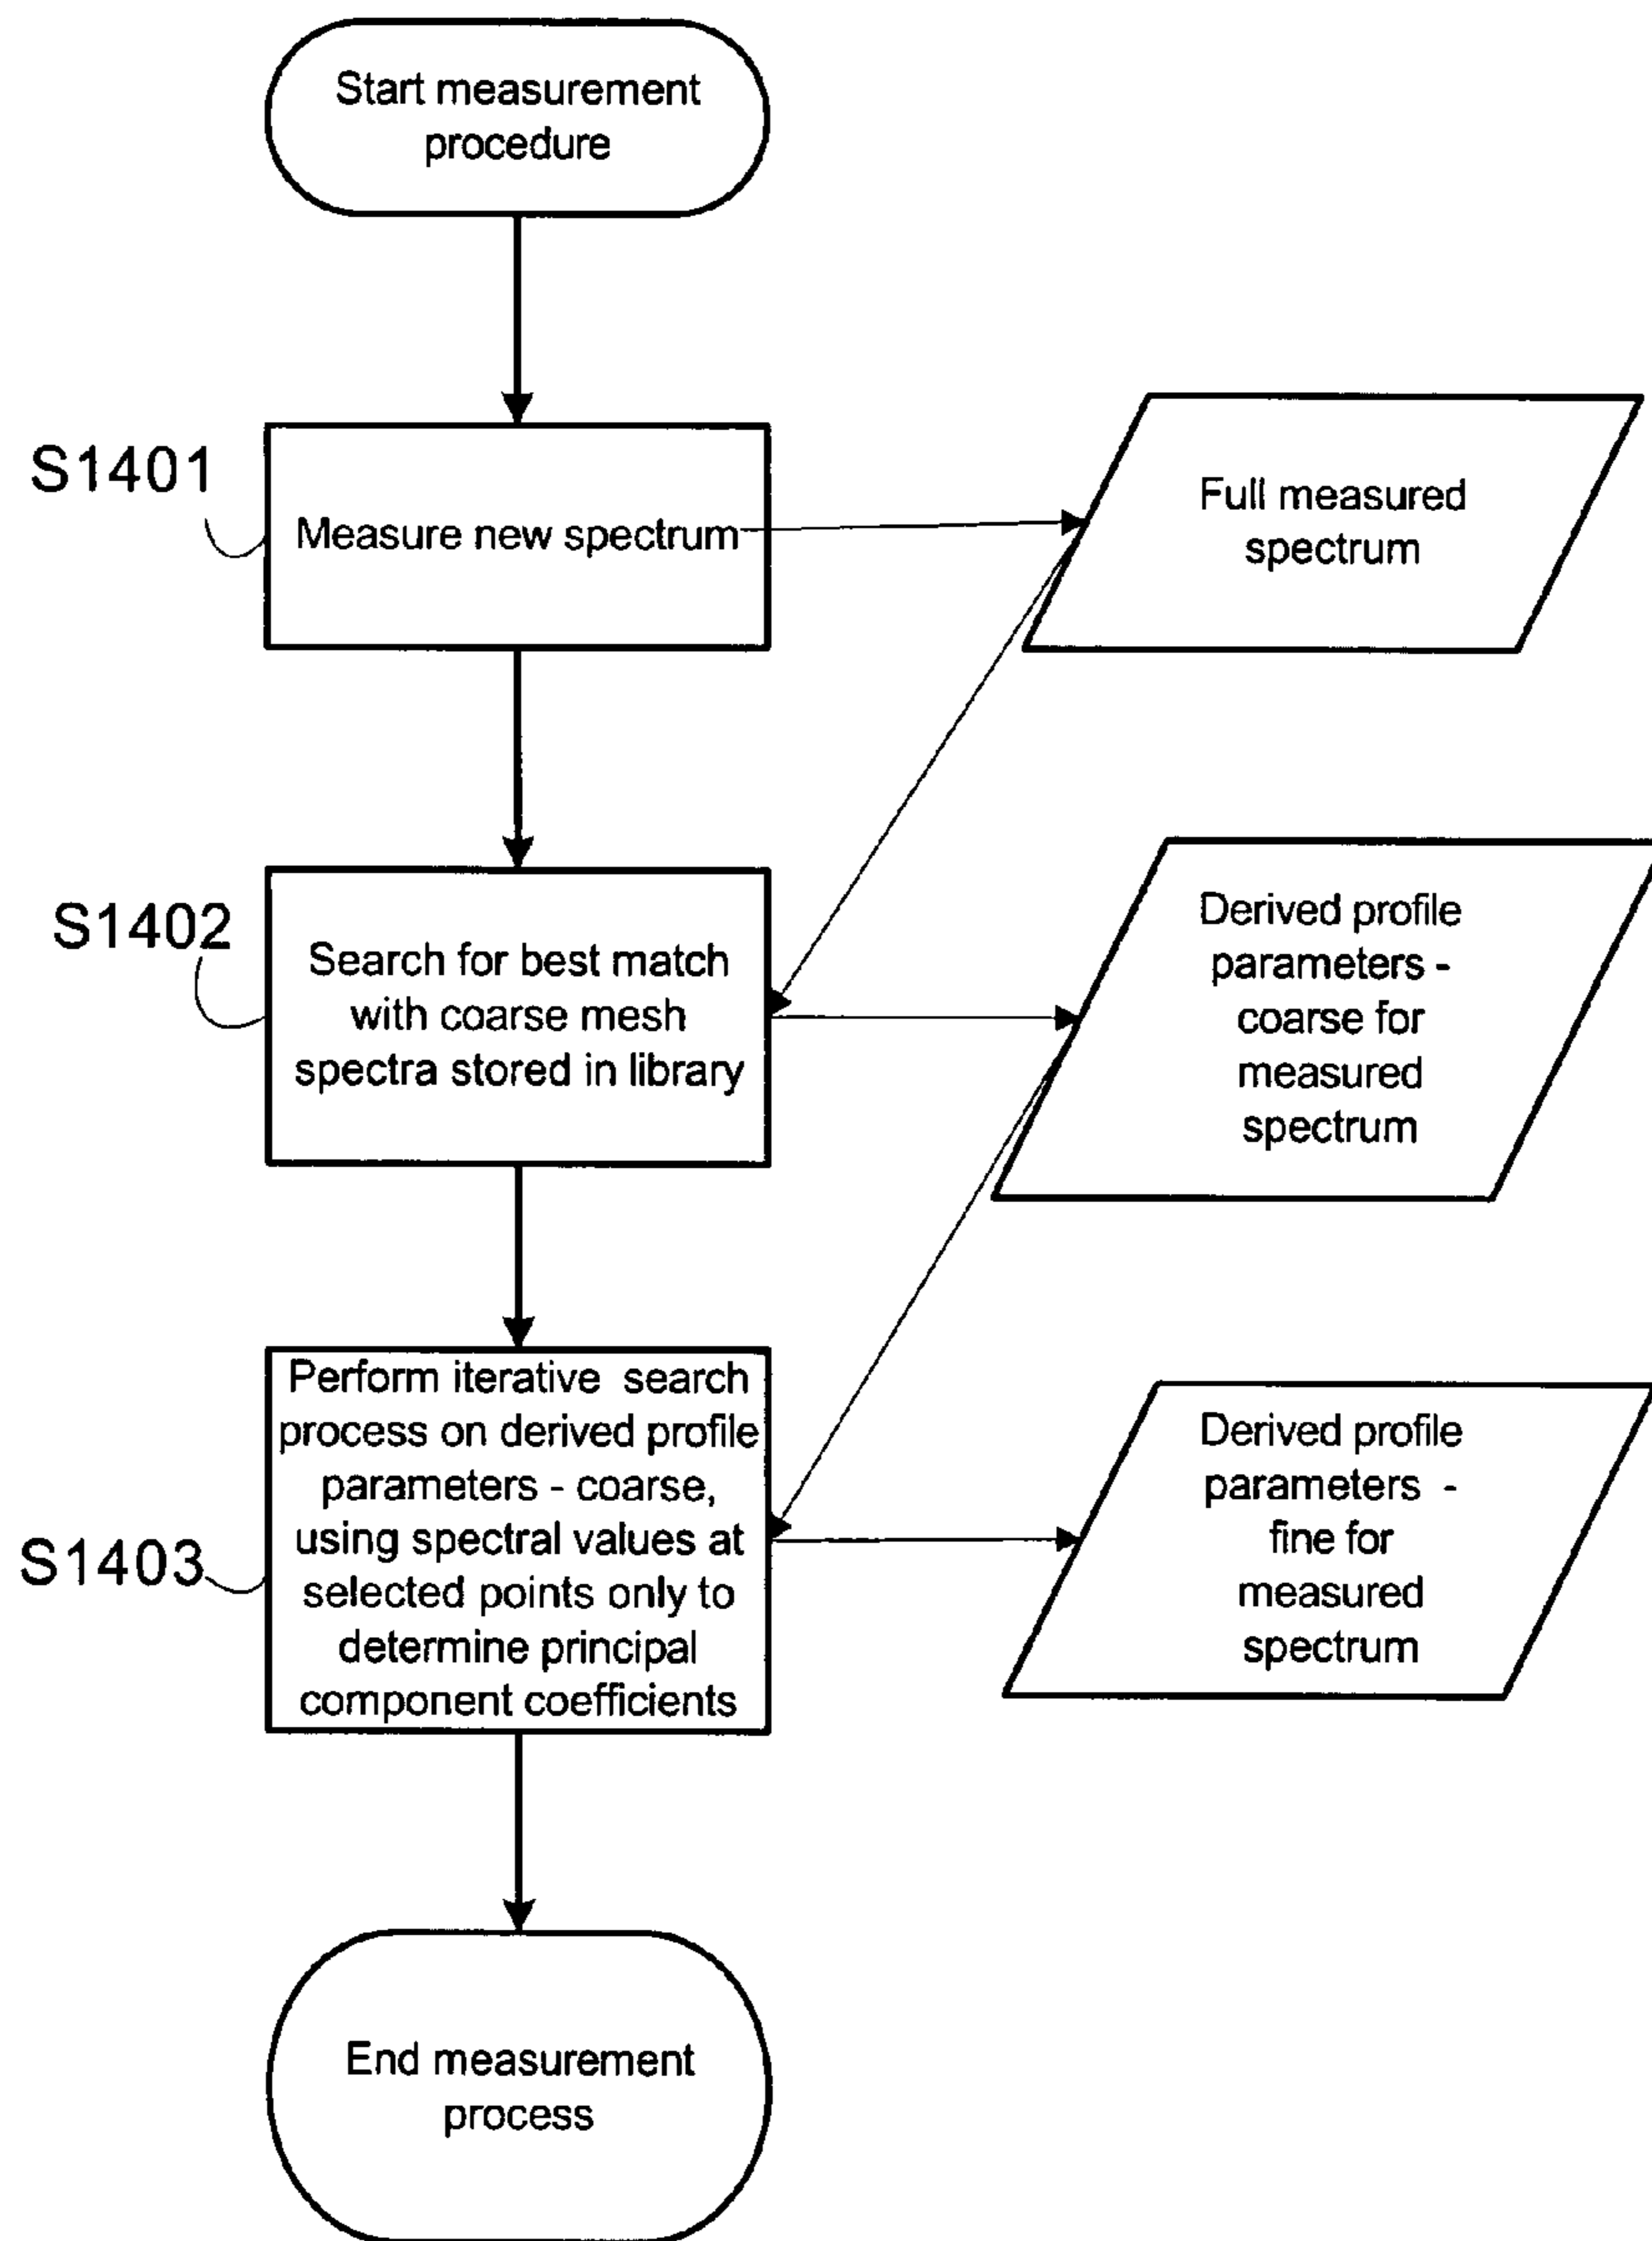 Start measurement
procedure
S1401
Measure new spectrum
Full measured
spectrum
S1402
Search for best match
with coarse mesh
spectra stored in library
Derived profile
parameters -
coarse for
measured
spectrum
S1403
Perform iterative search
process on derived profile
parameters - coarse,
using spectral values at
selected points only to
determine principal
component coefficients
Derived profile
parameters -
fine for
measured
spectrum
End measurement
process